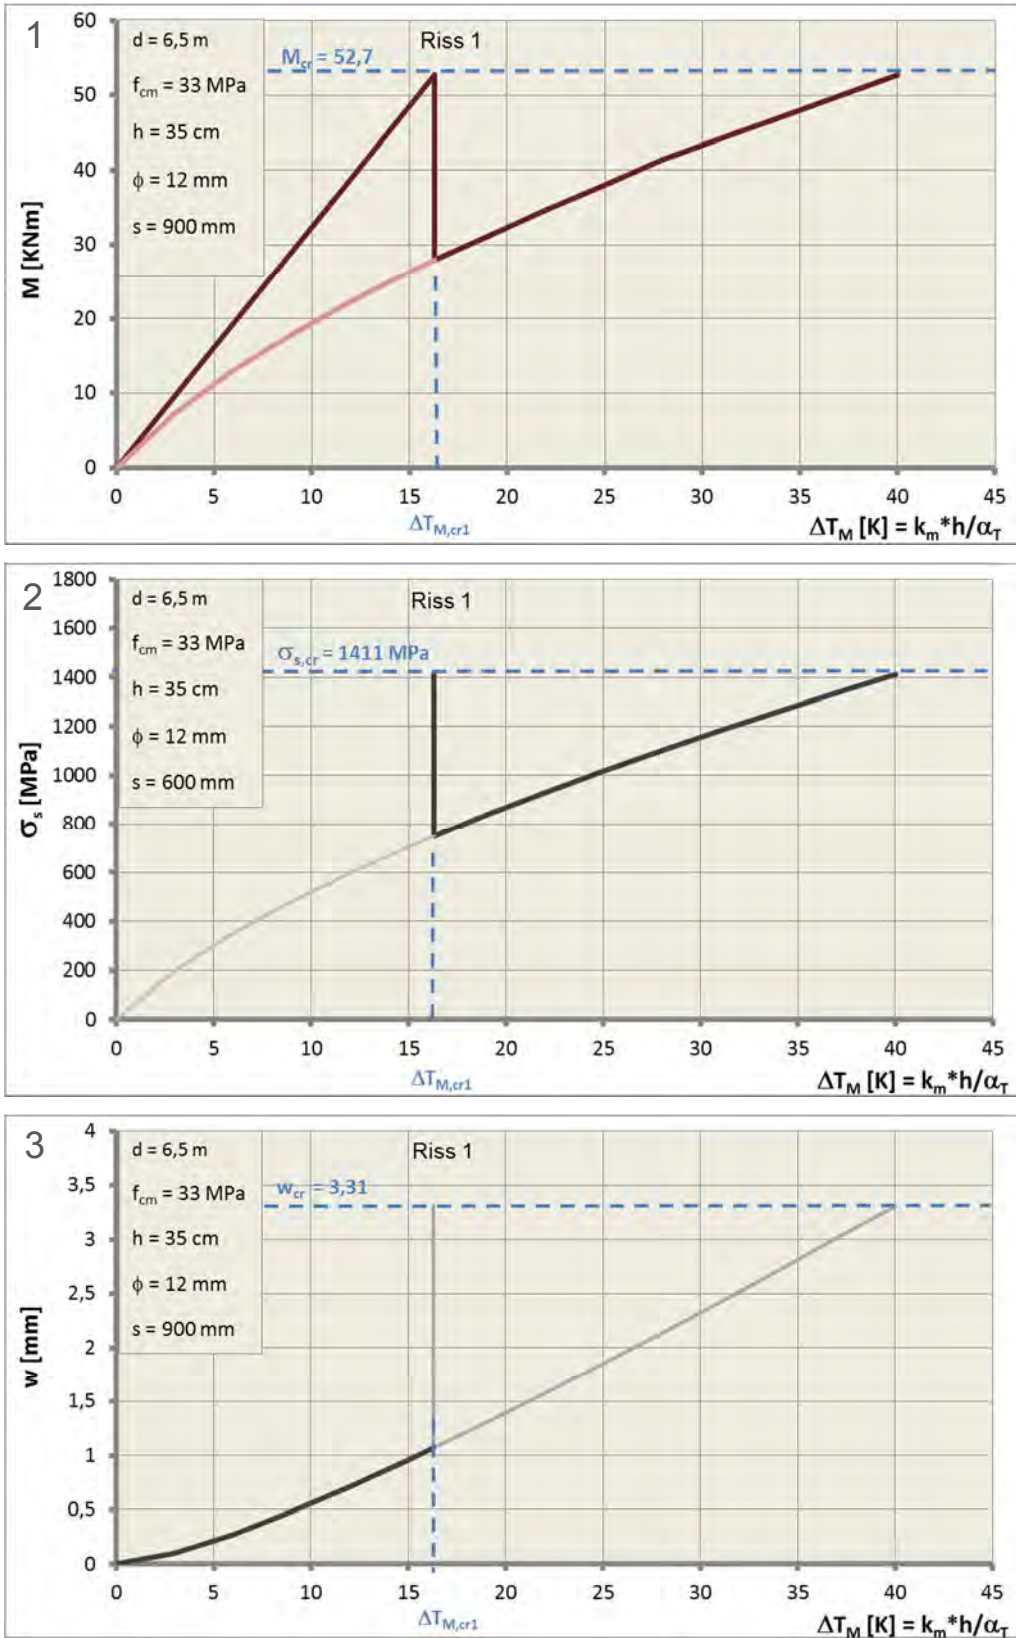 1
60
50
40
30
20
10
0
M [KNm]
d = 6,5 m
f_cm = 33 MPa
h = 35 cm
ϕ = 12 mm
s = 900 mm
M_cr = 52,7
Riss 1
0 5 10 15 20 25 30 35 40 45
ΔT_M,cr1
ΔT_M [K] = k_m*h/α_T
2
1800
1600
1400
1200
1000
800
600
400
200
0
σ_s [MPa]
d = 6,5 m
f_cm = 33 MPa
h = 35 cm
ϕ = 12 mm
s = 600 mm
σ_s,cr = 1411 MPa
Riss 1
0 5 10 15 20 25 30 35 40 45
ΔT_M,cr1
ΔT_M [K] = k_m*h/α_T
3
4
3,5
3
2,5
2
1,5
1
0,5
0
w [mm]
d = 6,5 m
f_cm = 33 MPa
h = 35 cm
ϕ = 12 mm
s = 900 mm
w_cr = 3,31
Riss 1
0 5 10 15 20 25 30 35 40 45
ΔT_M,cr1
ΔT_M [K] = k_m*h/α_T